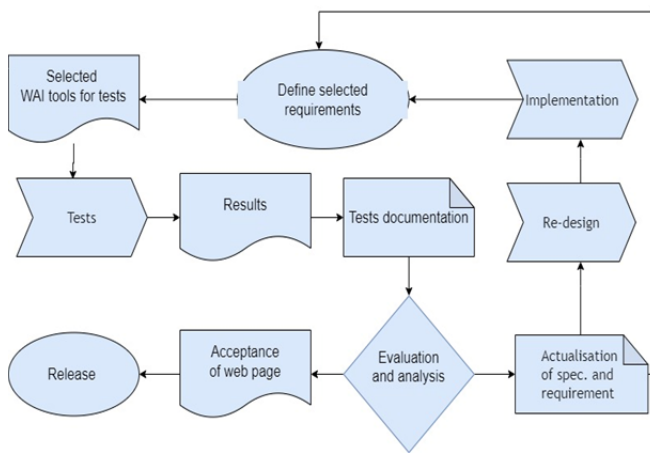 Selected
WAI tools for tests
Define selected
requirements
Implementation
Tests
Results
Tests documentation
Re-design
Release
Acceptance
of web page
Evaluation
and analysis
Actualisation
of spec. and
requirement